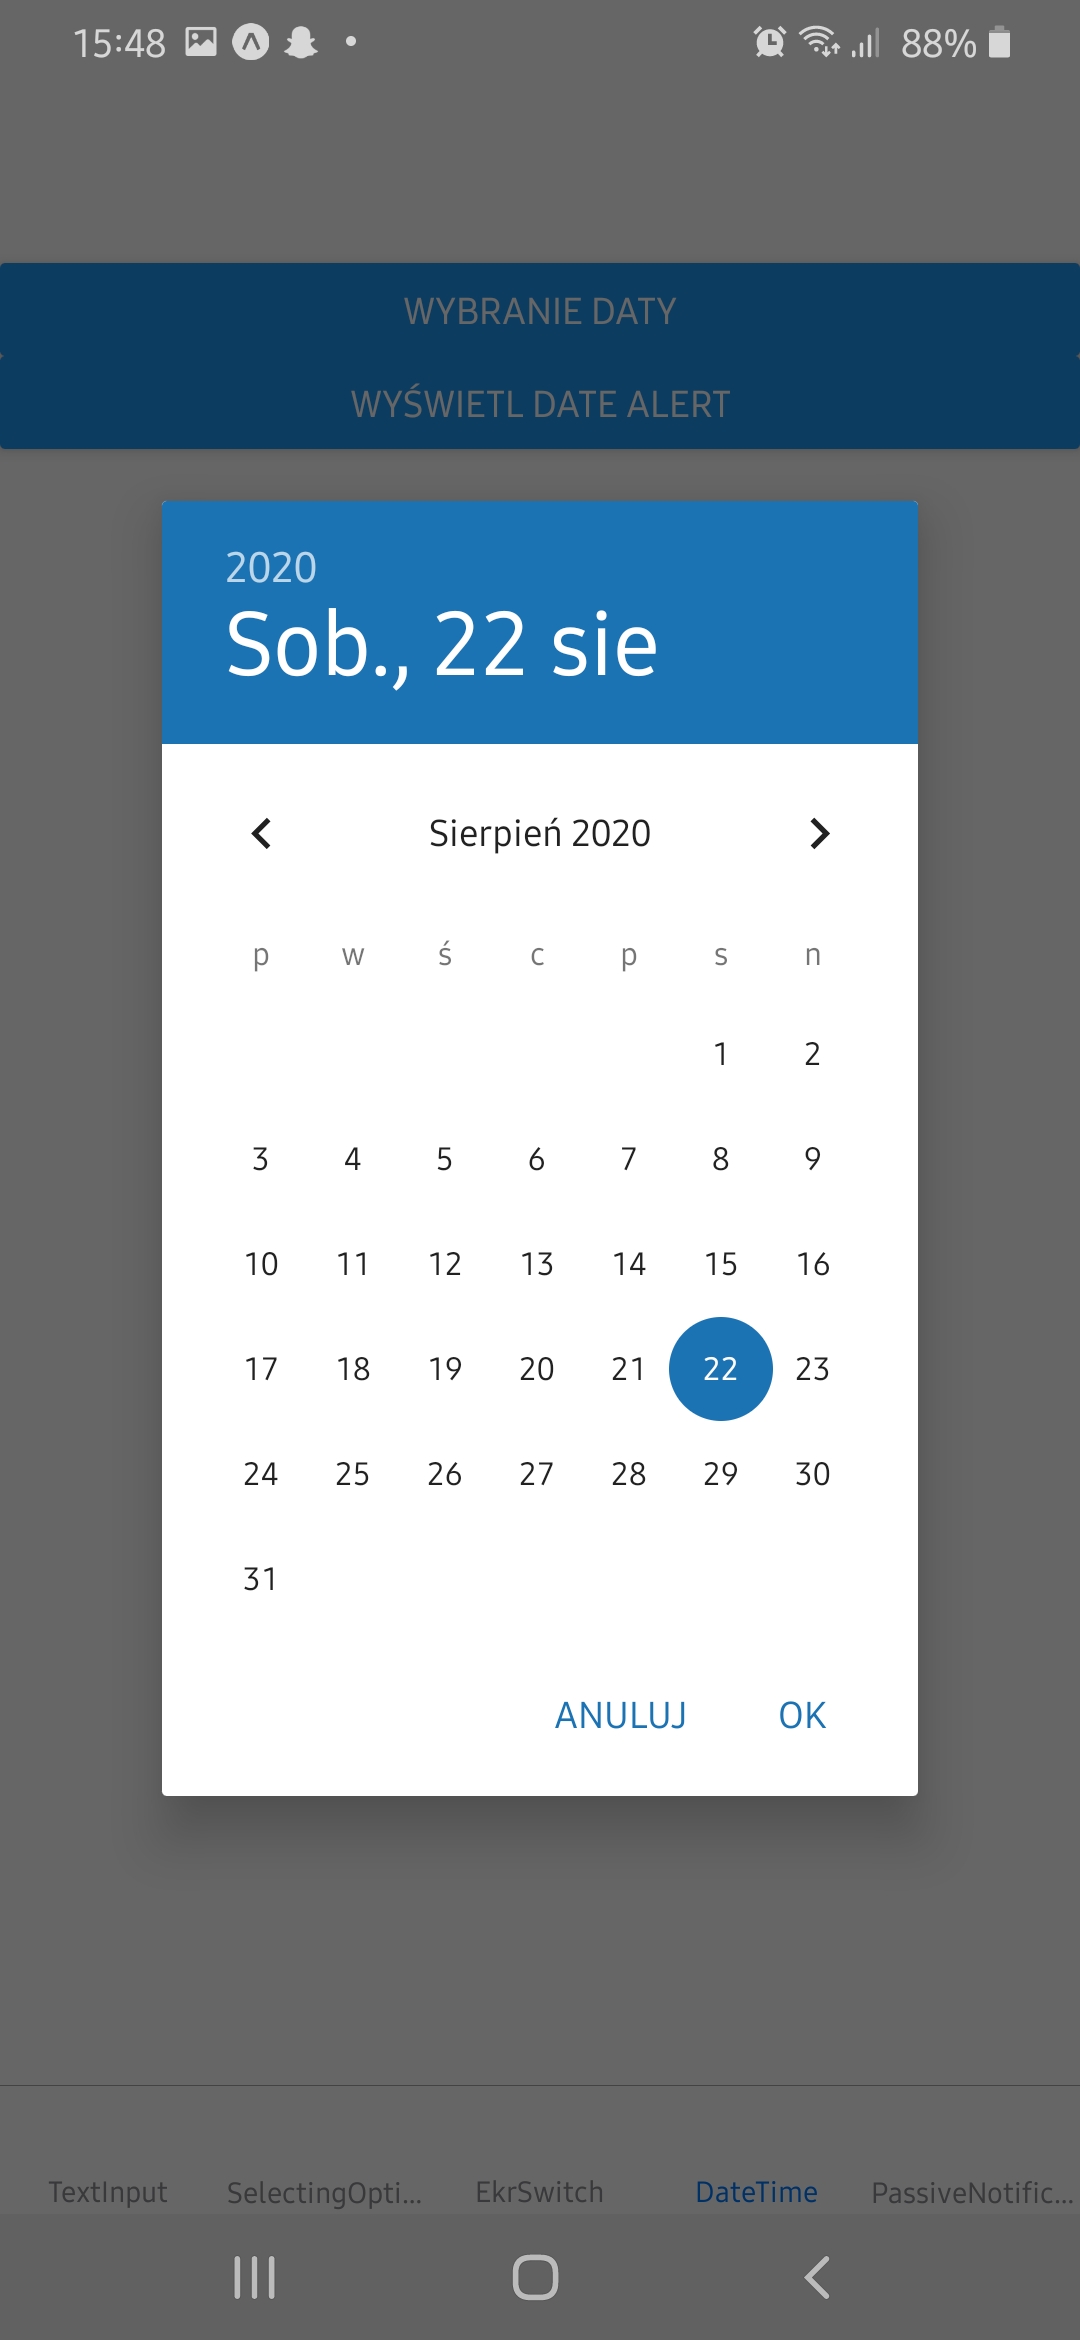 15:48 88%
WYBRANIE DATY
WYŚWIETL DATE ALERT
2020
Sob., 22 sie
Sierpień 2020
p w ś c p s n
1 2
3 4 5 6 7 8 9
10 11 12 13 14 15 16
17 18 19 20 21 22 23
24 25 26 27 28 29 30
31
ANULUJ OK
TextInput SelectingOpti... EkrSwitch DateTime PassiveNotific...